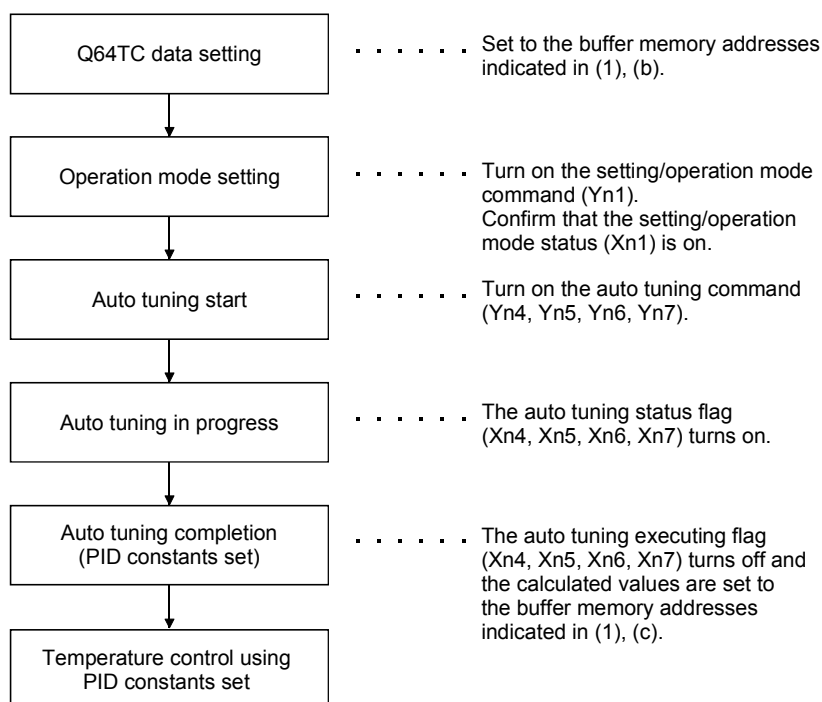 Q64TC data setting
Set to the buffer memory addresses
indicated in (1), (b).
Operation mode setting
Turn on the setting/operation mode
command (Yn1).
Confirm that the setting/operation
mode status (Xn1) is on.
Auto tuning start
Turn on the auto tuning command
(Yn4, Yn5, Yn6, Yn7).
Auto tuning in progress
The auto tuning status flag
(Xn4, Xn5, Xn6, Xn7) turns on.
Auto tuning completion
(PID constants set)
The auto tuning executing flag
(Xn4, Xn5, Xn6, Xn7) turns off and
the calculated values are set to
the buffer memory addresses
indicated in (1), (c).
Temperature control using
PID constants set